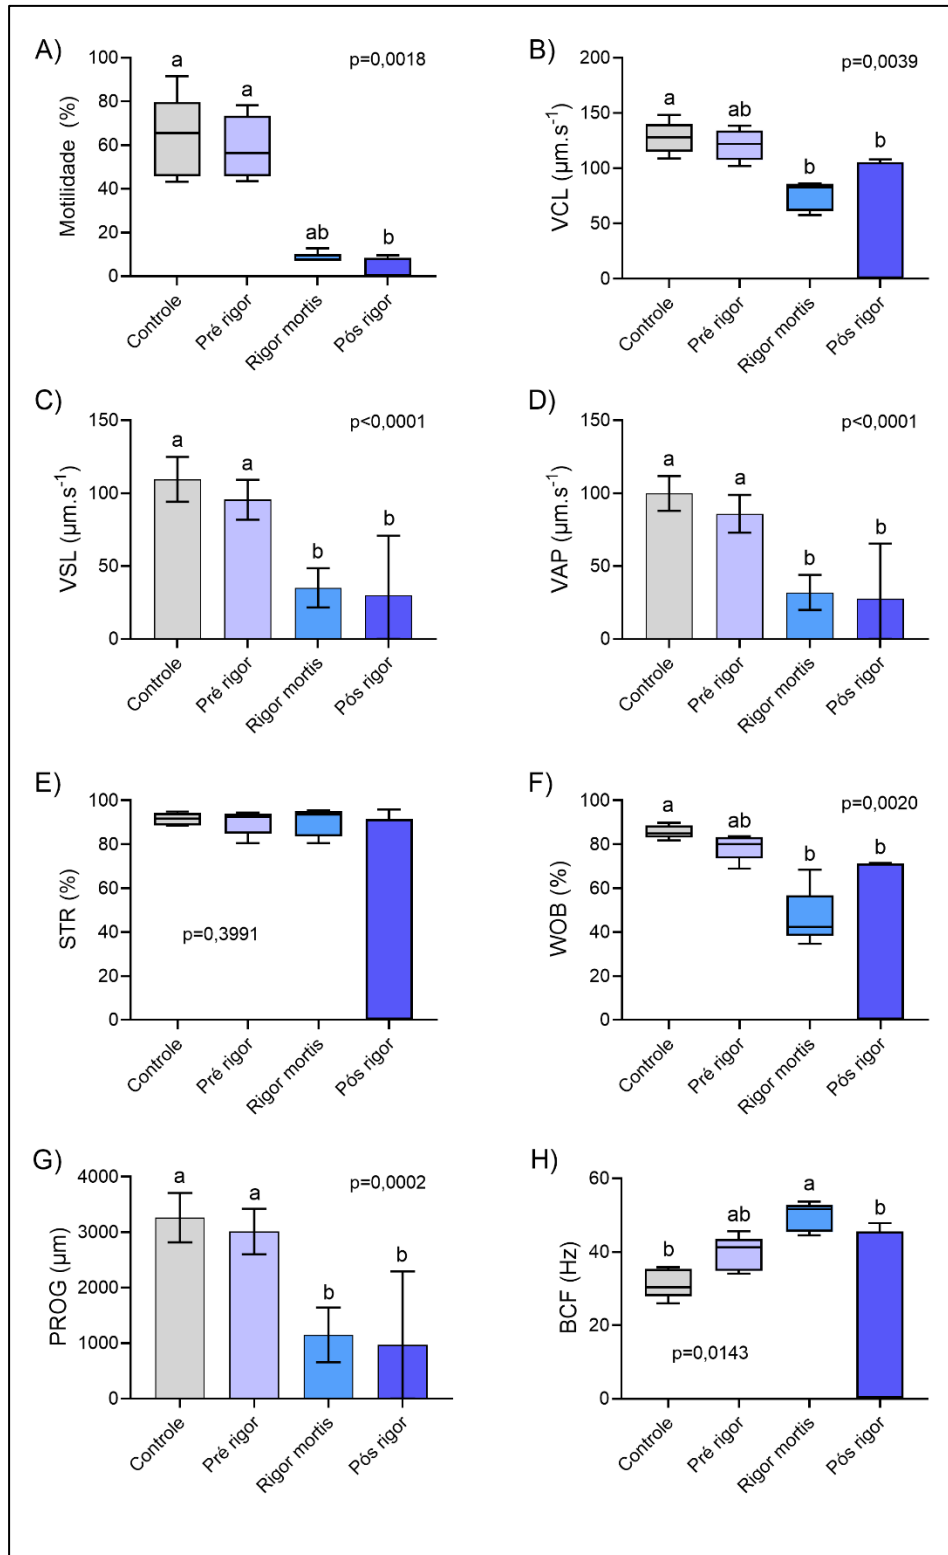 A)
Motilidade (%)
100
80
60
40
20
0
a
a
ab
b
p=0,0018
Controle
Pré rigor
Rigor mortis
Pós rigor
B)
VCL (µm.s⁻¹)
200
150
100
50
0
a
ab
b
b
p=0,0039
Controle
Pré rigor
Rigor mortis
Pós rigor
C)
VSL (µm.s⁻¹)
150
100
50
0
a
a
b
b
p<0,0001
Controle
Pré rigor
Rigor mortis
Pós rigor
D)
VAP (µm.s⁻¹)
150
100
50
0
a
a
b
b
p<0,0001
Controle
Pré rigor
Rigor mortis
Pós rigor
E)
STR (%)
100
80
60
40
20
0
p=0,3991
Controle
Pré rigor
Rigor mortis
Pós rigor
F)
WOB (%)
100
80
60
40
20
0
a
ab
b
b
p=0,0020
Controle
Pré rigor
Rigor mortis
Pós rigor
G)
PROG (µm)
4000
3000
2000
1000
0
a
a
b
b
p=0,0002
Controle
Pré rigor
Rigor mortis
Pós rigor
H)
BCF (Hz)
60
40
20
0
b
ab
a
b
p=0,0143
Controle
Pré rigor
Rigor mortis
Pós rigor